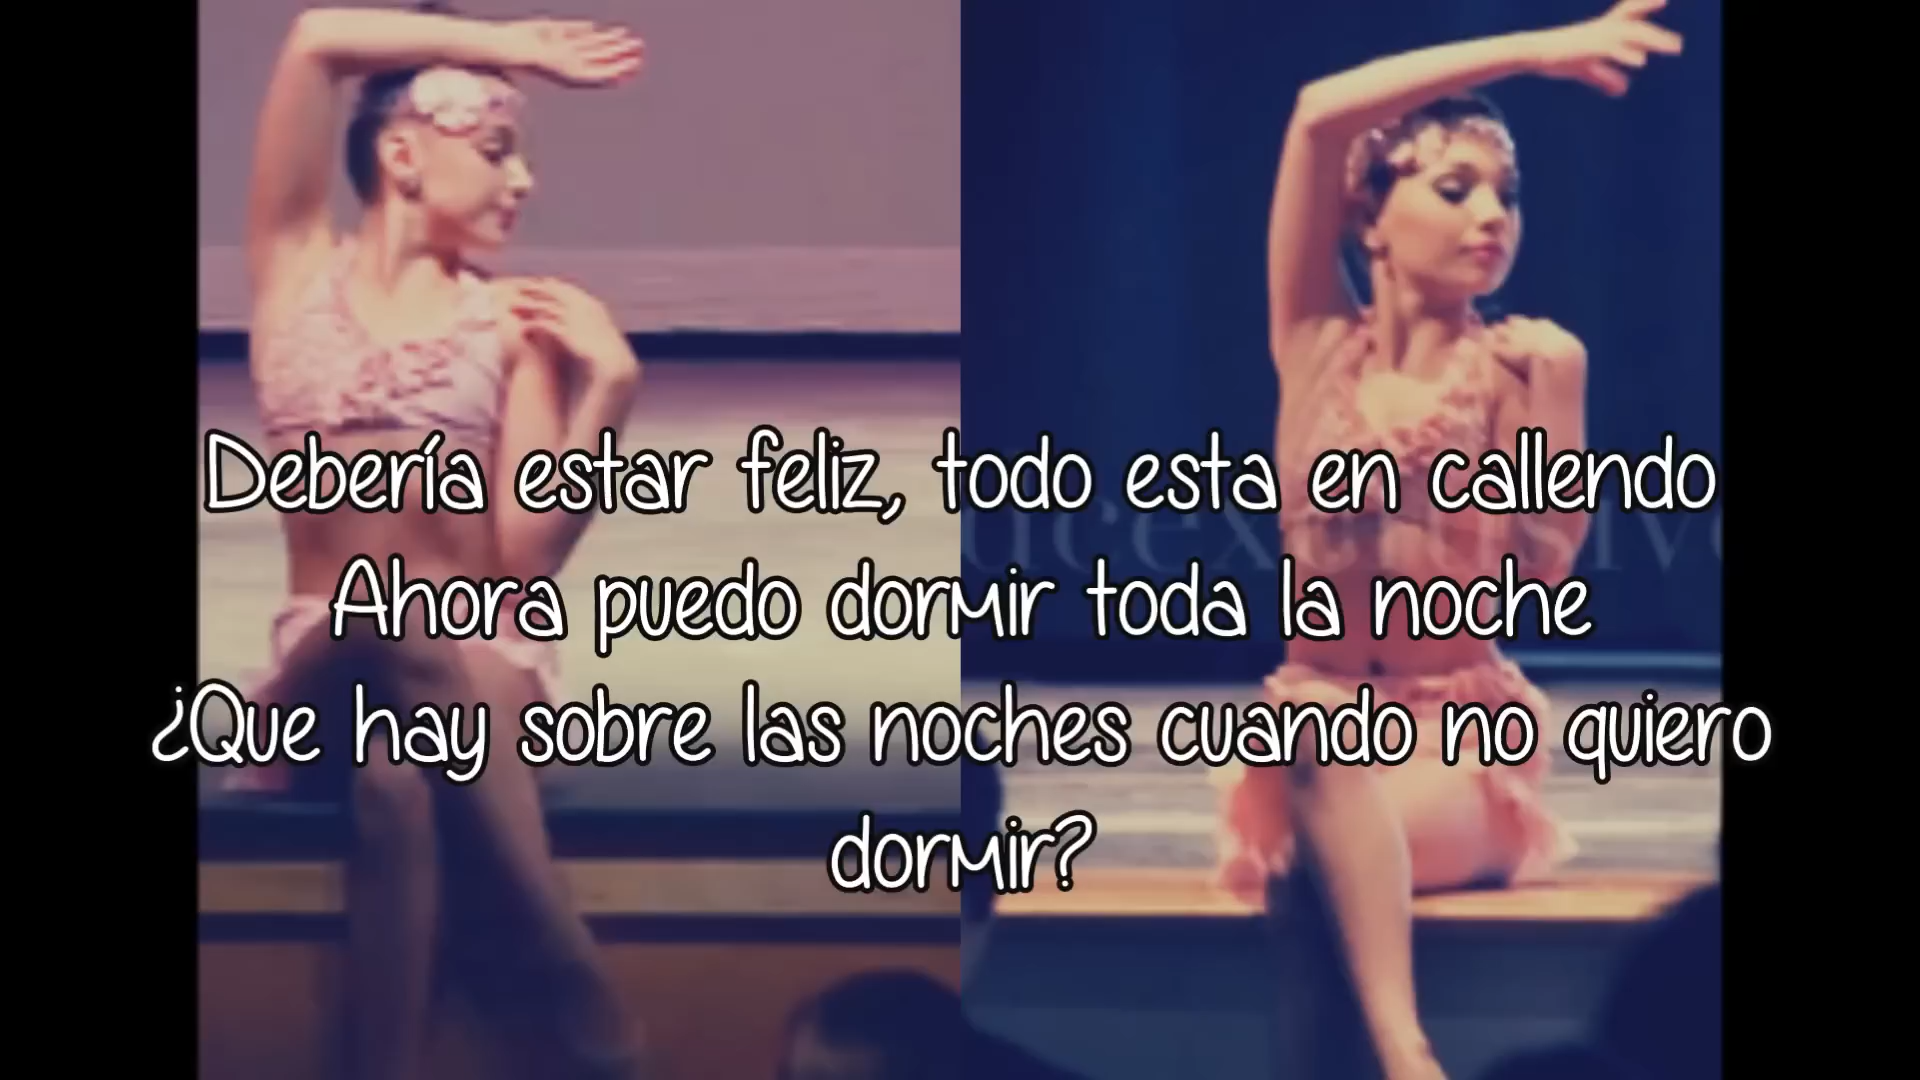 Debería estar feliz, todo esta en callendo
Ahora puedo dormir toda la noche
¿Que hay sobre las noches cuando no quiero
dormir?